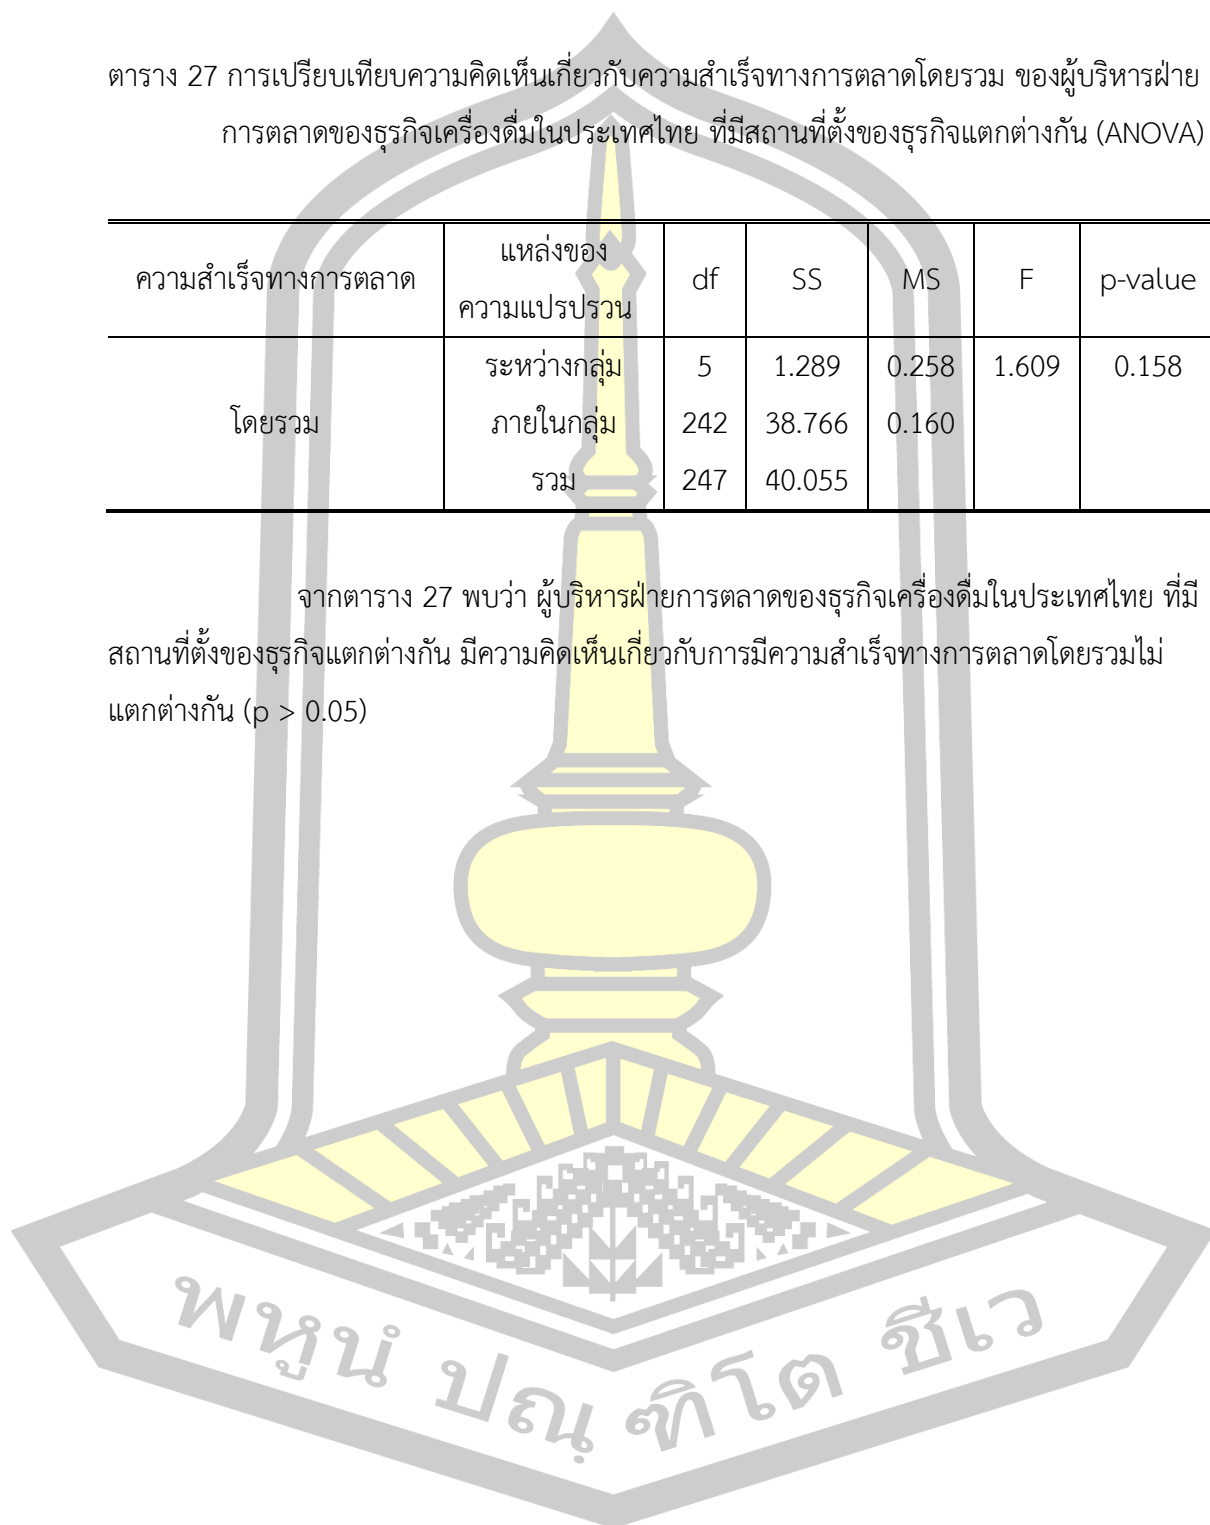 ตาราง 27 การเปรียบเทียบความคิดเห็นเกี่ยวกับความสำเร็จทางการตลาดโดยรวม ของผู้บริหารฝ่าย
การตลาดของธุรกิจเครื่องดื่มในประเทศไทย ที่มีสถานที่ตั้งของธุรกิจแตกต่างกัน (ANOVA)
ความสำเร็จทางการตลาด แหล่งของ df SS MS F p-value
ความแปรปรวน
ระหว่างกลุ่ม 5 1.289 0.258 1.609 0.158
โดยรวม ภายในกลุ่ม 242 38.766 0.160
รวม 247 40.055
จากตาราง 27 พบว่า ผู้บริหารฝ่ายการตลาดของธุรกิจเครื่องดื่มในประเทศไทย ที่มี
สถานที่ตั้งของธุรกิจแตกต่างกัน มีความคิดเห็นเกี่ยวกับการมีความสำเร็จทางการตลาดโดยรวมไม่
แตกต่างกัน (p > 0.05)
พหูนํ ปณฺฑิโต ชีเว